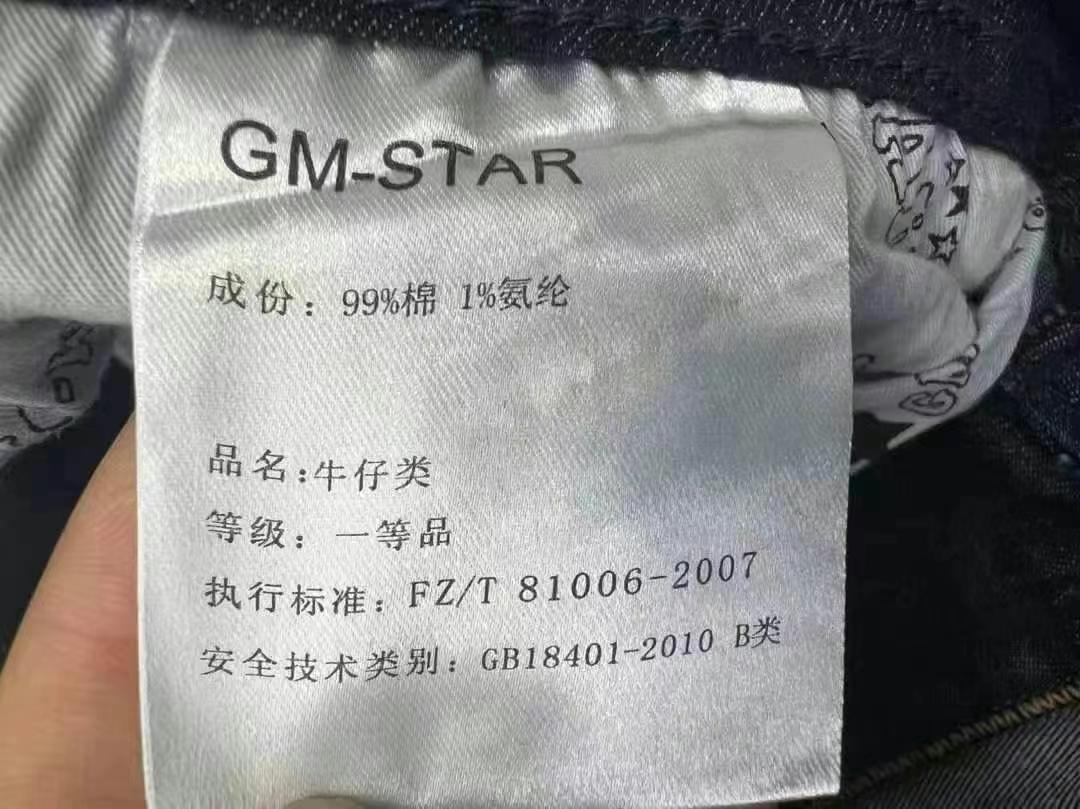 GM-STAR
成份：99%棉 1%氨纶
品名：牛仔类
等级：一等品
执行标准：FZ/T 81006-2007
安全技术类别：GB18401-2010 B类